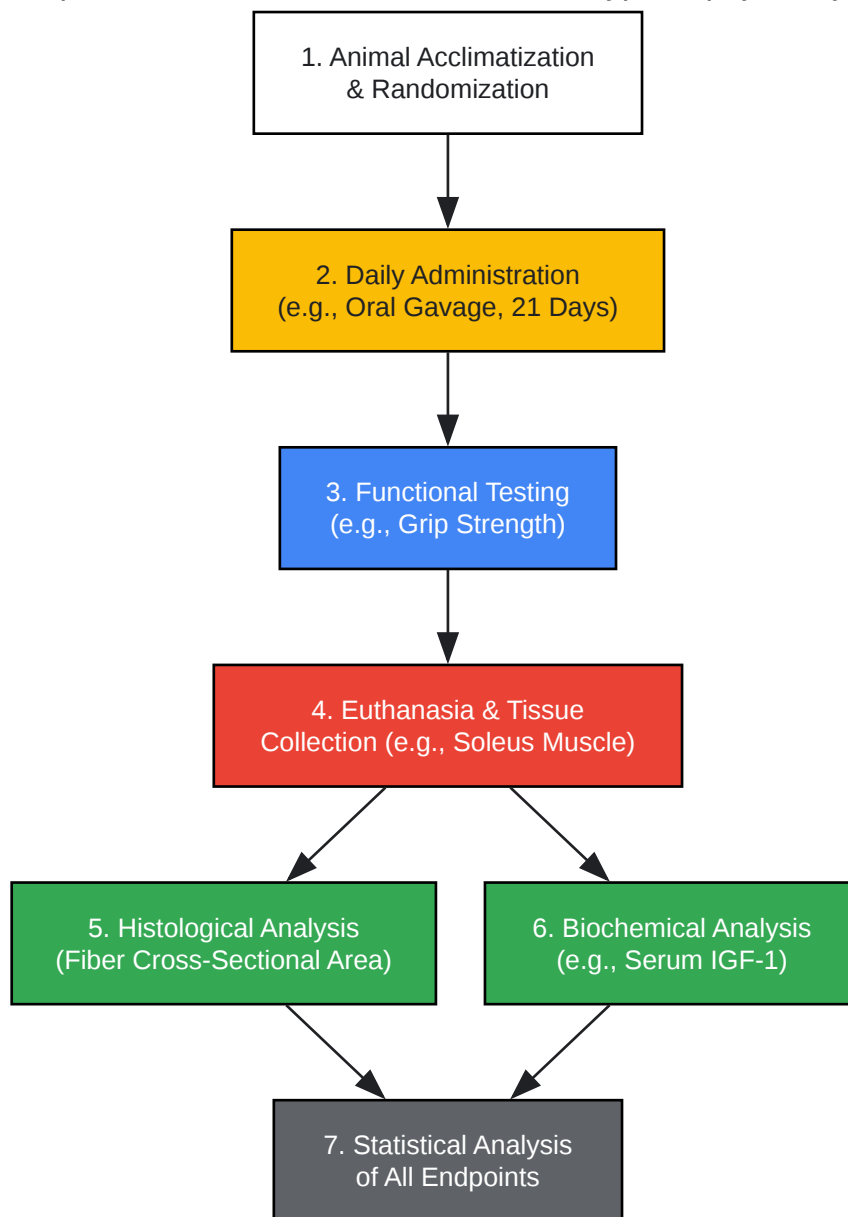 1. Animal Acclimatization
& Randomization
2. Daily Administration
(e.g., Oral Gavage, 21 Days)
3. Functional Testing
(e.g., Grip Strength)
4. Euthanasia & Tissue
Collection (e.g., Soleus Muscle)
5. Histological Analysis
(Fiber Cross-Sectional Area)
6. Biochemical Analysis
(e.g., Serum IGF-1)
7. Statistical Analysis
of All Endpoints